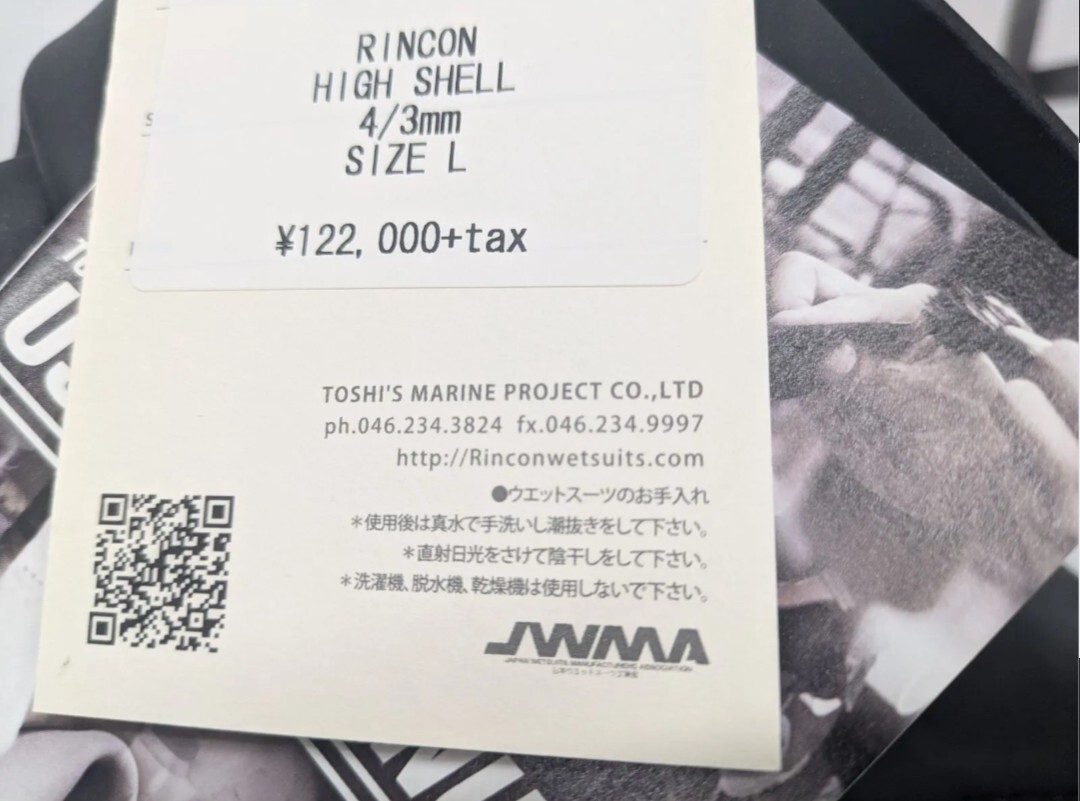 RINCON
HIGH SHELL
4/3mm
SIZE L
¥122,000+tax
TOSHI'S MARINE PROJECT CO.,LTD
ph.046.234.3824 fx.046.234.9997
http://Rinconwetsuits.com
●ウエットスーツのお手入れ
＊使用後は真水で手洗いし潮抜きをして下さい。
＊直射日光をさけて陰干しをして下さい。
＊洗濯機、脱水機、乾燥機は使用しないで下さい。
JWMA
JAPAN WETSUITS MANUFACTURERS ASSOCIATION